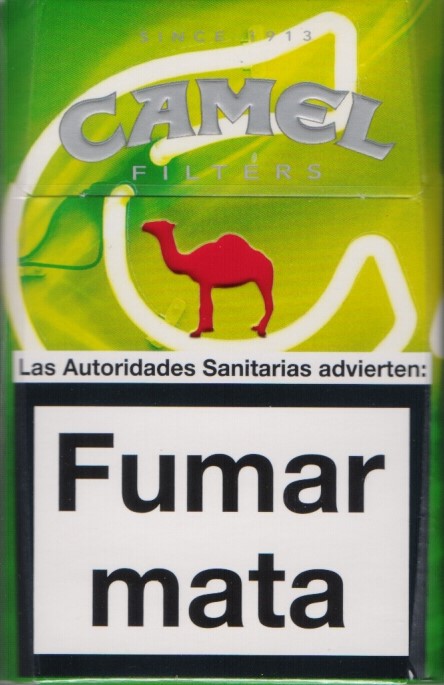 SINCE 1913
CAMEL
FILTERS
Las Autoridades Sanitarias advierten:
Fumar
mata